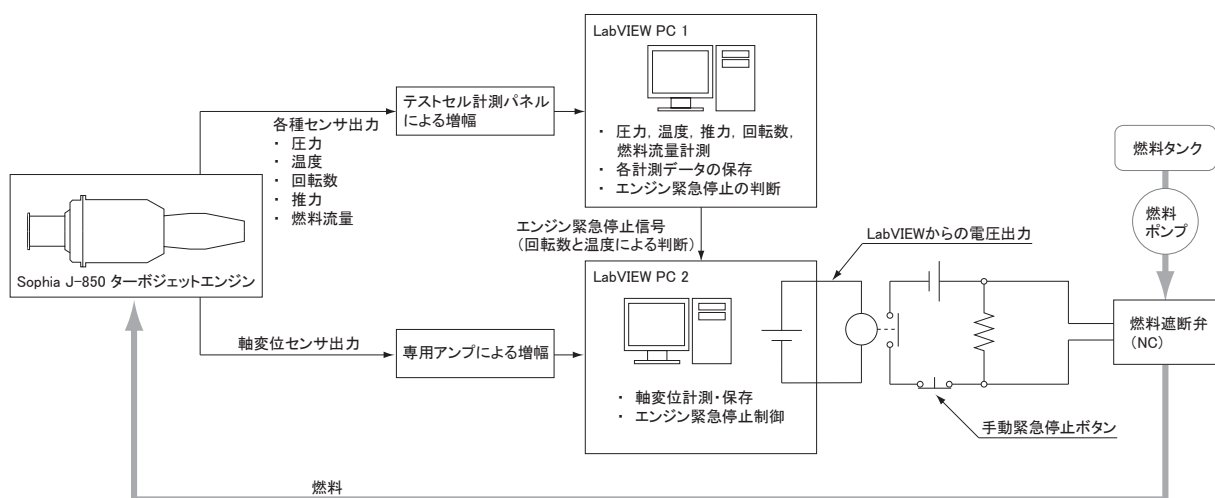 LabVIEW PC 1
テストセル計測パネル
による増幅
各種センサ出力
・ 圧力
・ 温度
・ 回転数
・ 推力
・ 燃料流量
・ 圧力, 温度, 推力, 回転数,
燃料流量計測
・ 各計測データの保存
・ エンジン緊急停止の判断
燃料タンク
燃料
ポンプ
Sophia J-850 ターボジェットエンジン
エンジン緊急停止信号
(回転数と温度による判断)
LabVIEWからの電圧出力
LabVIEW PC 2
燃料遮断弁
(NC)
軸変位センサ出力
専用アンプによる増幅
・ 軸変位計測・保存
・ エンジン緊急停止制御
手動緊急停止ボタン
燃料